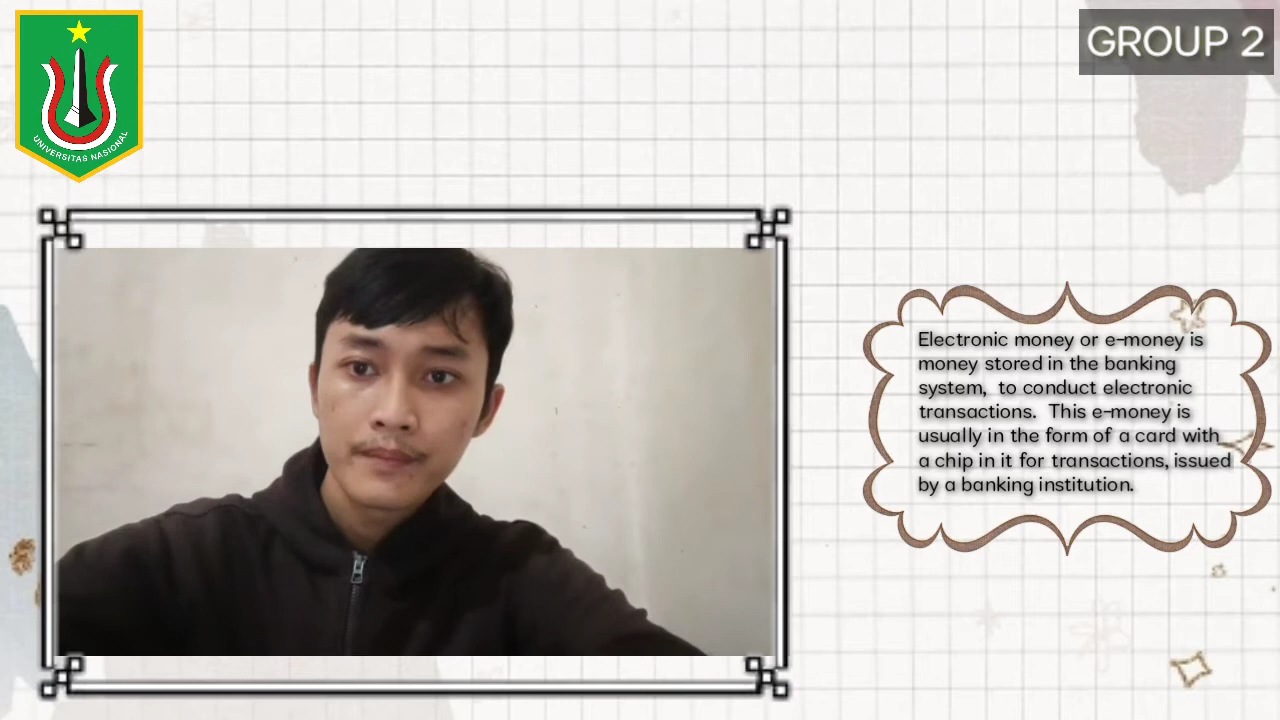 UNIVERSITAS NASIONAL
GROUP 2
Electronic money or e-money is
money stored in the banking
system, to conduct electronic
transactions. This e-money is
usually in the form of a card with
a chip in it for transactions, issued
by a banking institution.